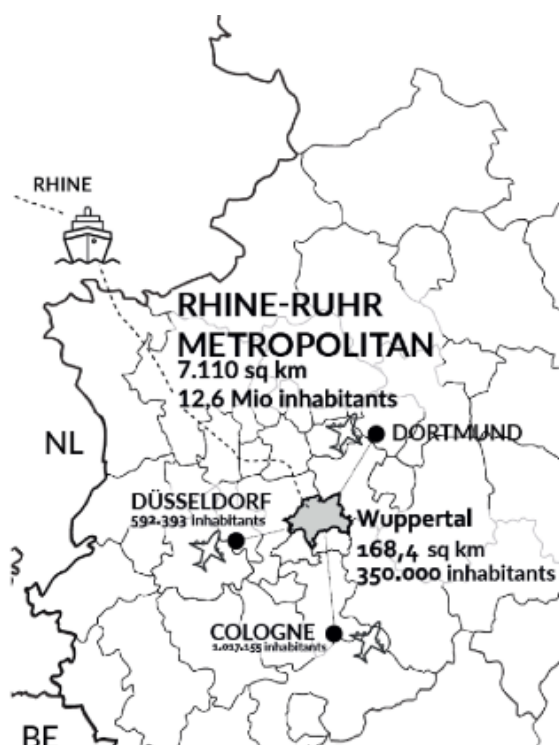 RHINE
RHINE-RUHR
METROPOLITAN
7.110 sq km
12.6 Mio inhabitants
NL
DORTMUND
DÜSSELDORF
592.393 inhabitants
Wuppertal
168,4 sq km
350.000 inhabitants
COLOGNE
1.017.155 inhabitants
BE